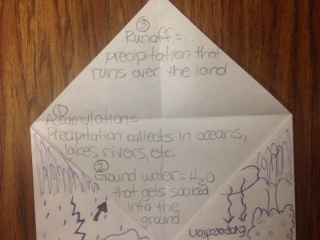 ③
Runoff =
precipitation that
runs over the land
①
Accumulation =
Precipitation collects in oceans,
lakes, rivers, etc.
②
Ground water = H₂O
that gets soaked
into the
ground
Evaporation